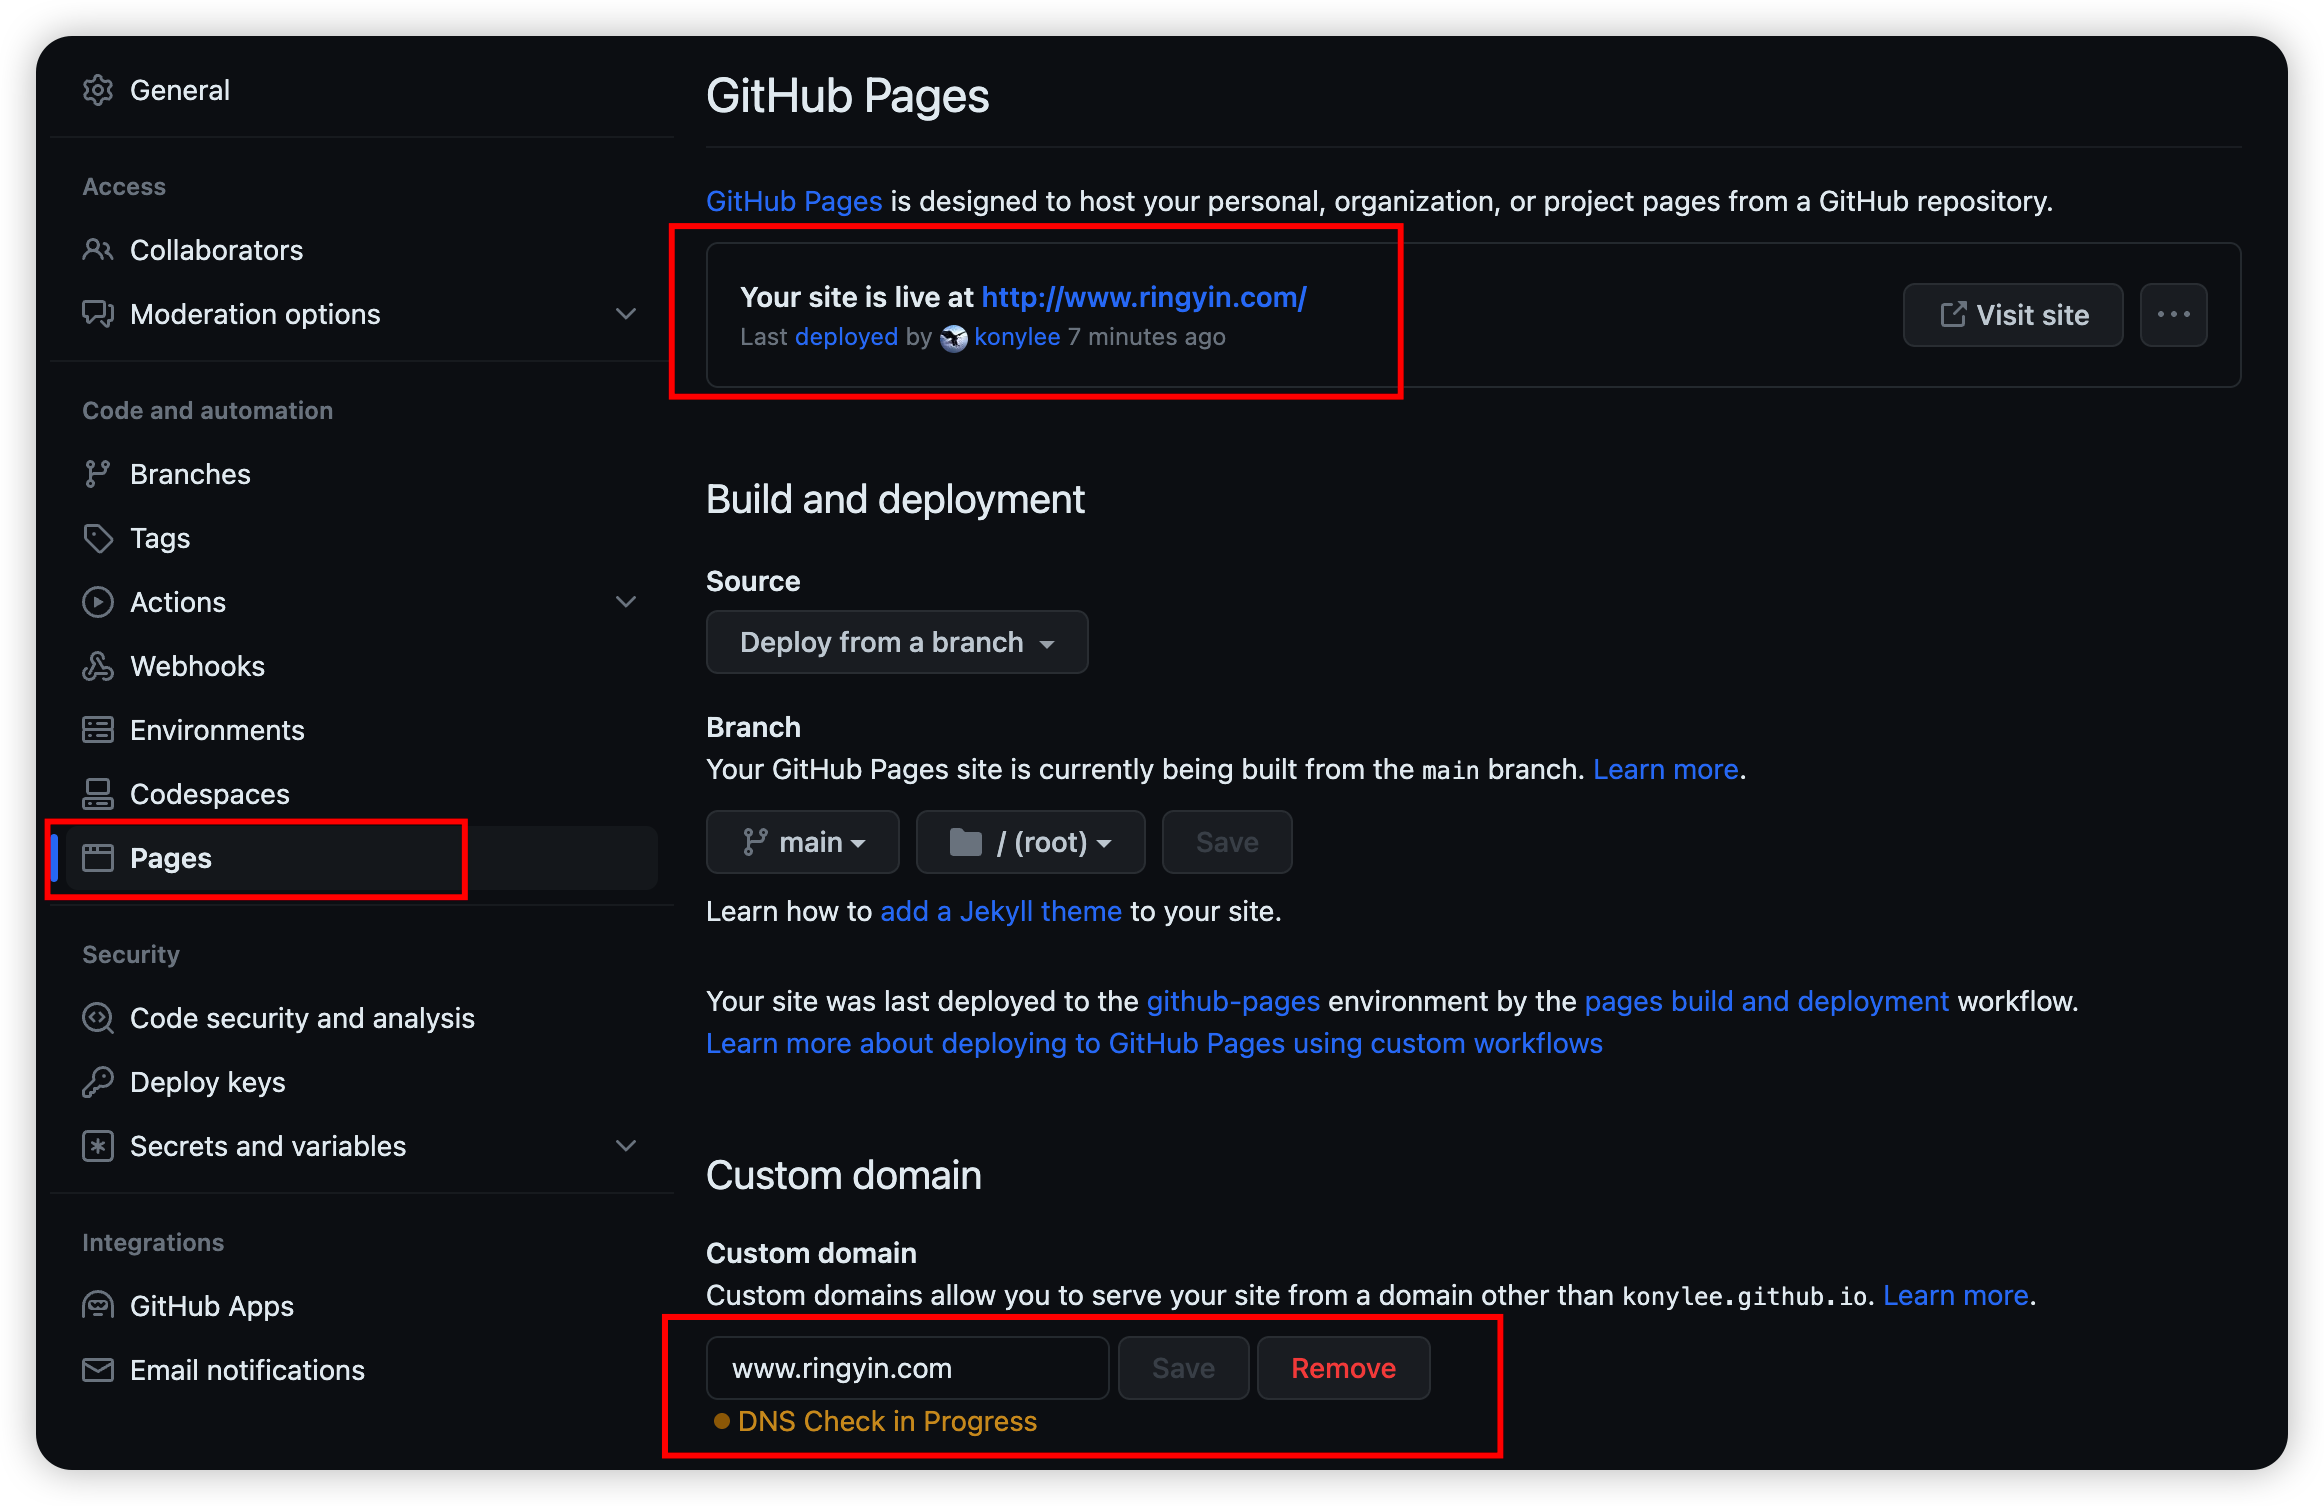 General
Access
Collaborators
Moderation options
Code and automation
Branches
Tags
Actions
Webhooks
Environments
Codespaces
Pages
Security
Code security and analysis
Deploy keys
Secrets and variables
Integrations
GitHub Apps
Email notifications
GitHub Pages
GitHub Pages is designed to host your personal, organization, or project pages from a GitHub repository.
Your site is live at http://www.ringyin.com/
Last deployed by konylee 7 minutes ago
Visit site
Build and deployment
Source
Deploy from a branch
Branch
Your GitHub Pages site is currently being built from the main branch. Learn more.
main / (root) Save
Learn how to add a Jekyll theme to your site.
Your site was last deployed to the github-pages environment by the pages build and deployment workflow.
Learn more about deploying to GitHub Pages using custom workflows
Custom domain
Custom domain
Custom domains allow you to serve your site from a domain other than konylee.github.io. Learn more.
www.ringyin.com Save Remove
DNS Check in Progress